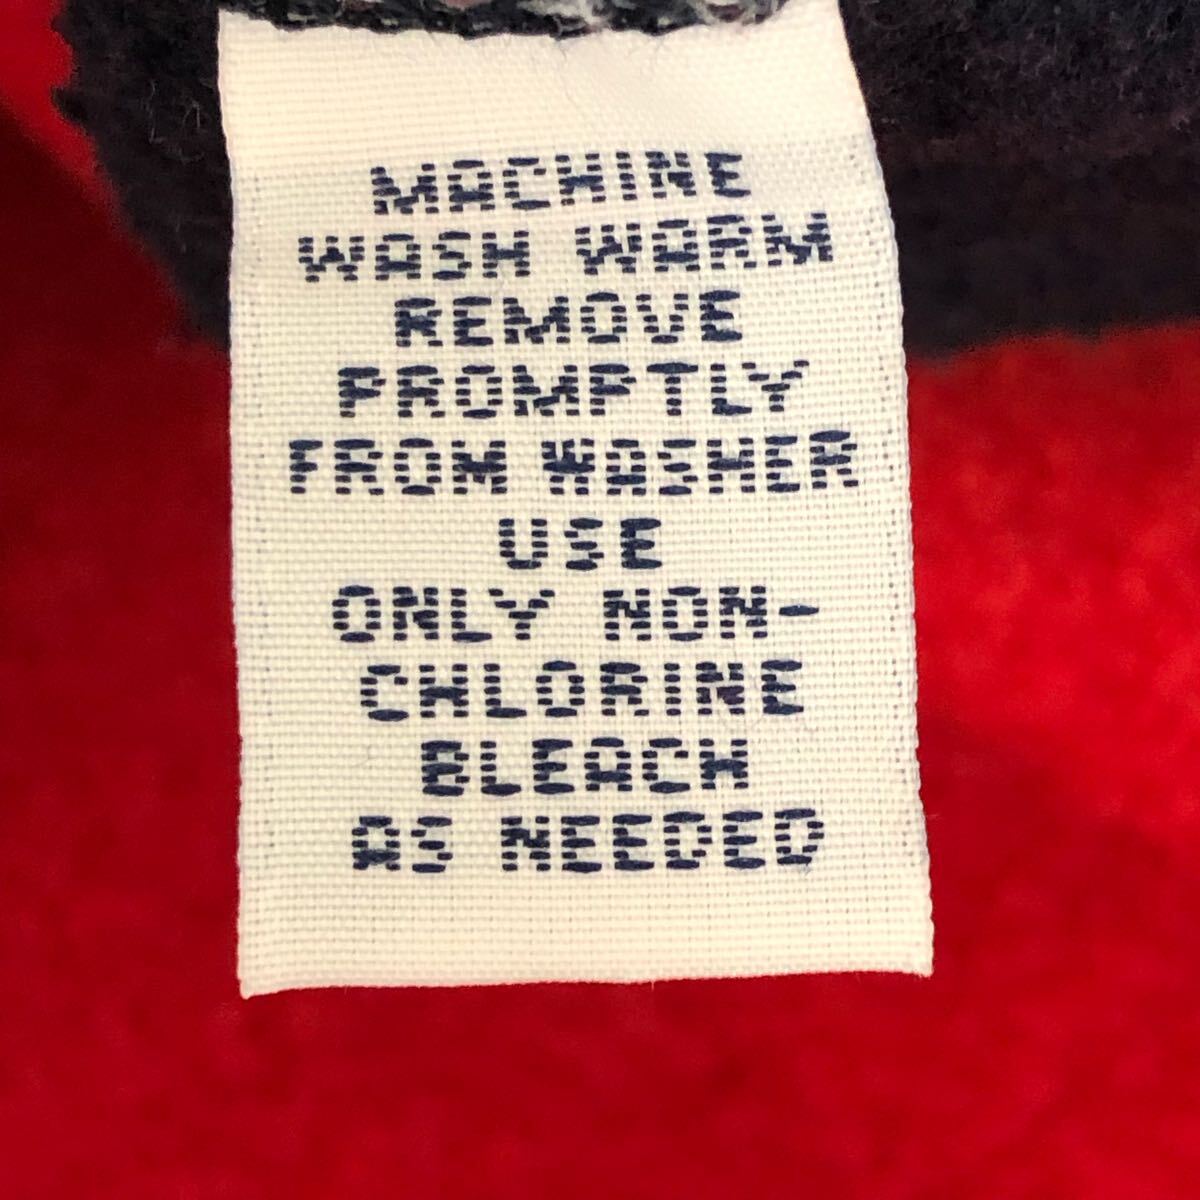 MACHINE
WASH WARM
REMOVE
PROMPTLY
FROM WASHER
USE
ONLY NON-
CHLORINE
BLEACH
AS NEEDED